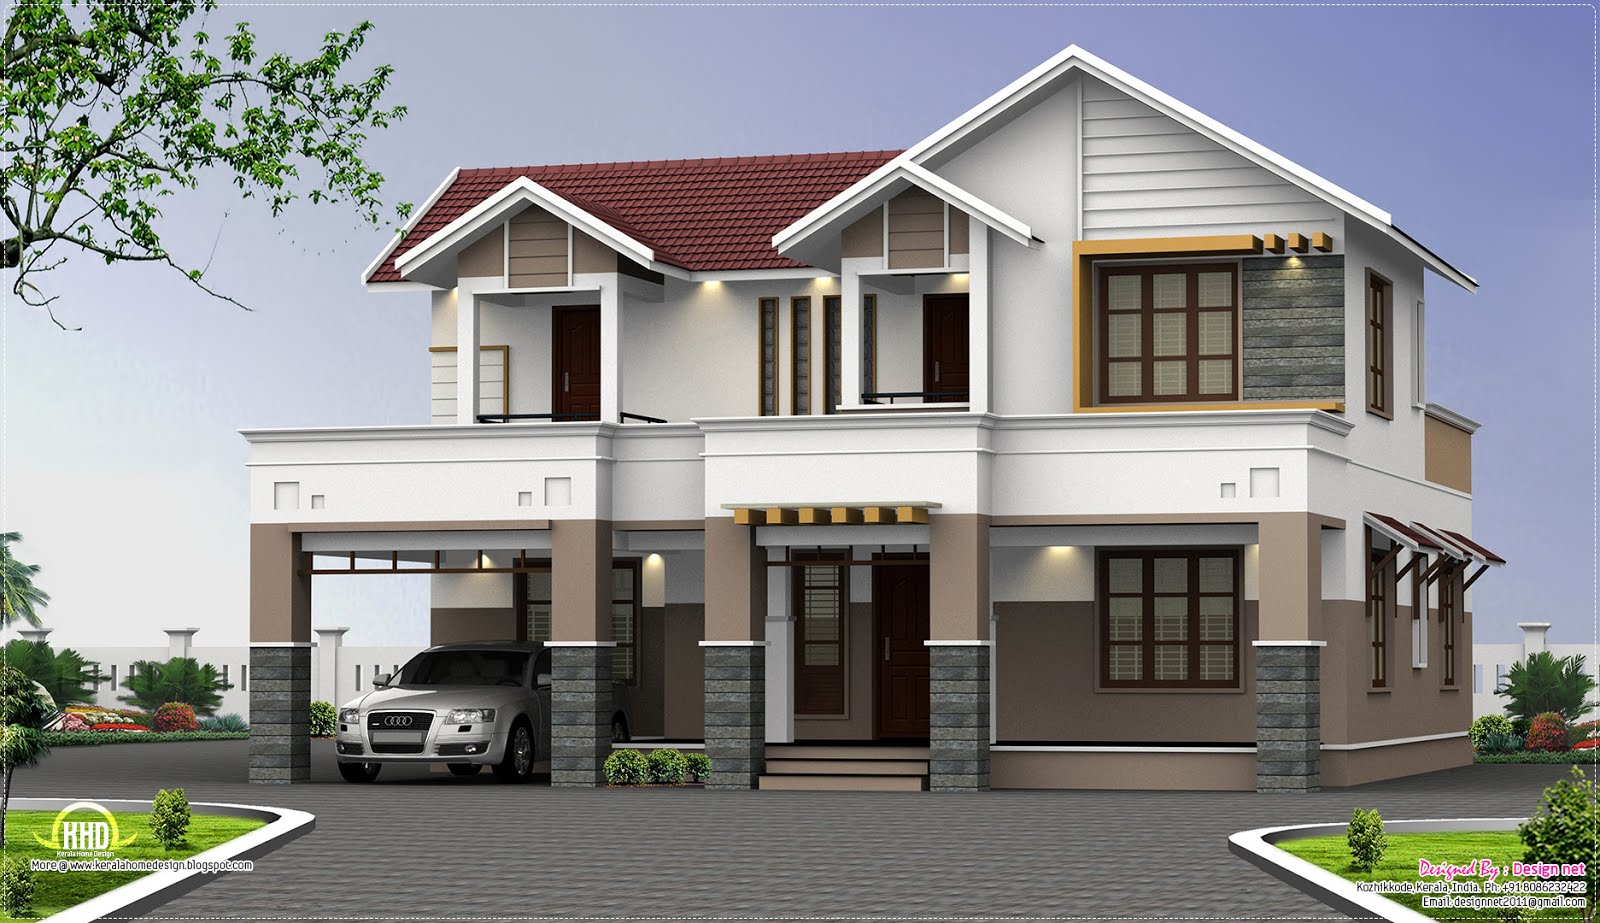 KHD
Kerala Home Design
More @ www.keralahomedesign.blogspot.com
Designed By : Design net
Kozhikkode, Kerala, India. Ph:+91 8086232422
Email: designnet2011@gmail.com